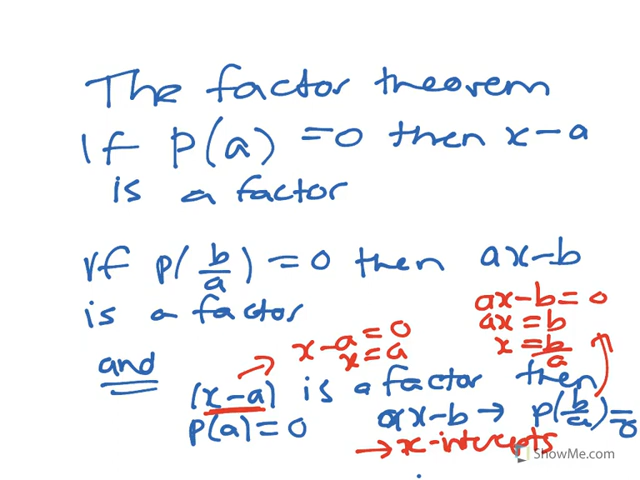 The factor theorem
If P(a) = 0 then x - a
is a factor
If P(b/a) = 0 then ax - b
is a factor
ax - b = 0
ax = b
x = b/a
x - a = 0
x = a
and
(x - a) is a factor then
P(a) = 0
ax - b → P(b/a) = 0
→ x-intercepts
ShowMe.com